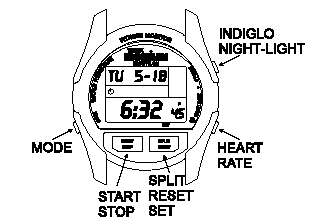 INDIGLO
NIGHT-LIGHT
TU 5-18
6:32 45
MODE
HEART
RATE
START
STOP
SPLIT
RESET
SET